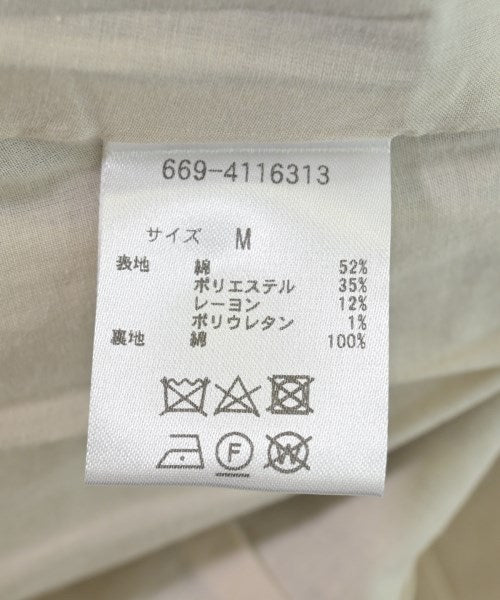 669-4116313
サイズ M
表地 綿 52%
ポリエステル 35%
レーヨン 12%
ポリウレタン 1%
裏地 綿 100%
F W